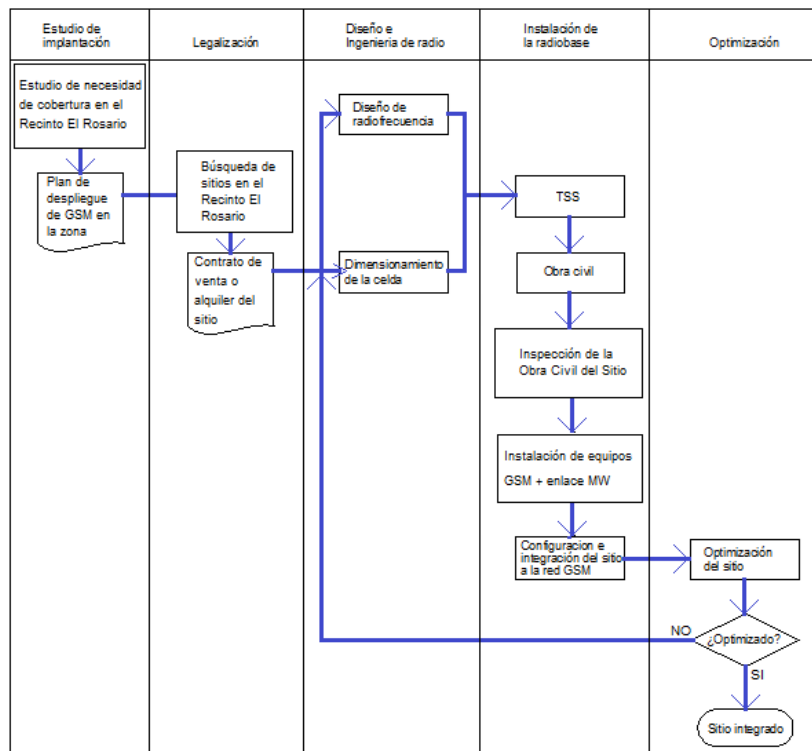 Estudio de
implantación
Legalización
Diseño e
Ingenieria de radio
Instalación de
la radiobase
Optimización
Estudio de necesidad
de cobertura en el
Recinto El Rosario
Plan de
despliegue
de GSM en
la zona
Búsqueda de
sitios en el
Recinto El
Rosario
Contrato de
venta o
alquiler del
sitio
Diseño de
radiofrecuencia
Dimensionamiento
de la celda
TSS
Obra civil
Inspección de la
Obra Civil del Sitio
Instalación de equipos
GSM + enlace MW
Configuracion e
integración del sitio
a la red GSM
Optimización
del sitio
¿Optimizado?
NO
SI
Sitio integrado